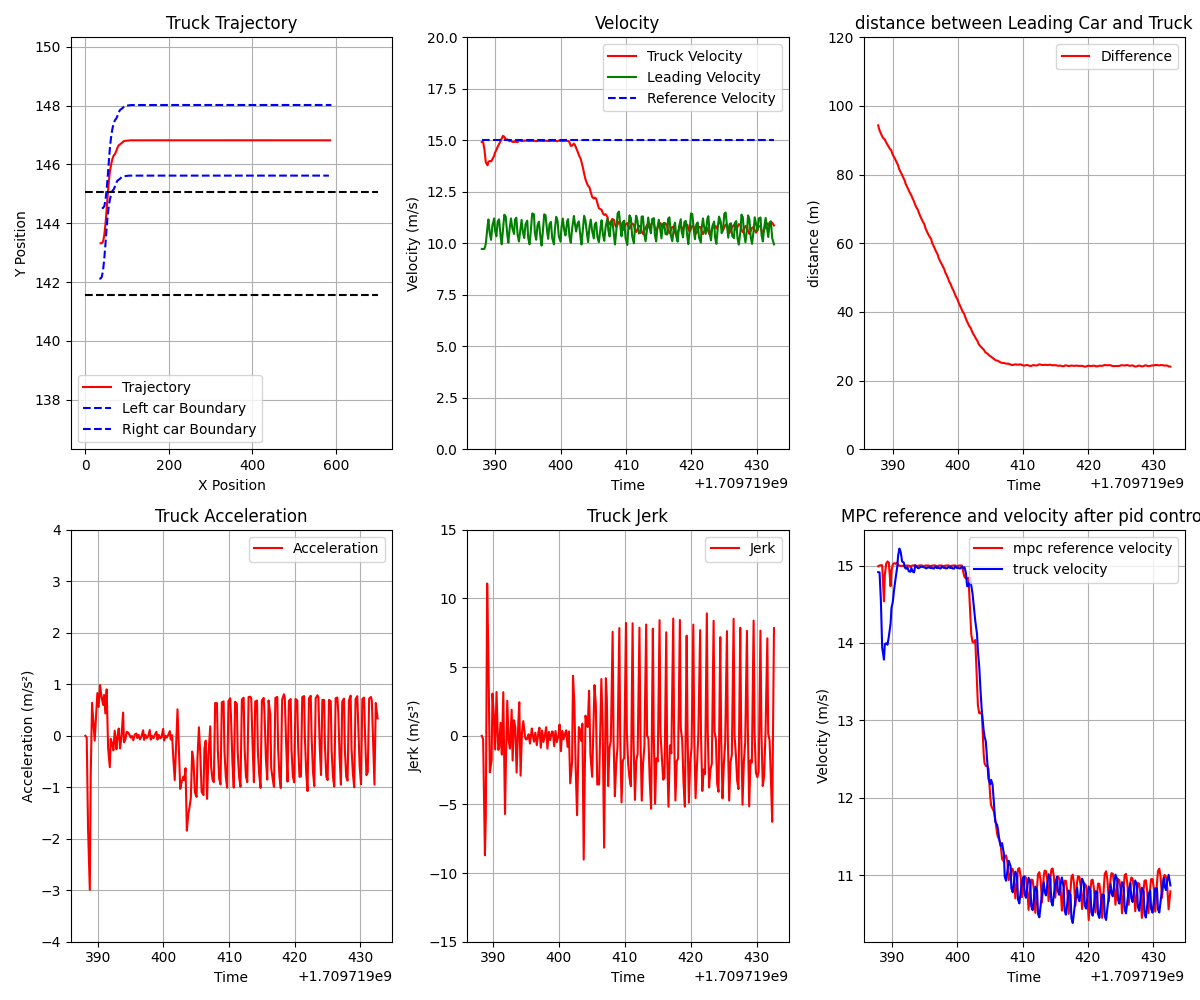 Truck Trajectory
Y Position
150
148
146
144
142
140
138
Trajectory
Left car Boundary
Right car Boundary
0 200 400 600
X Position
Velocity
Velocity (m/s)
20.0
17.5
15.0
12.5
10.0
7.5
5.0
2.5
0.0
Truck Velocity
Leading Velocity
Reference Velocity
390 400 410 420 430
Time +1.709719e9
distance between Leading Car and Truck
distance (m)
120
100
80
60
40
20
0
Difference
390 400 410 420 430
Time +1.709719e9
Truck Acceleration
Acceleration (m/s²)
4
3
2
1
0
−1
−2
−3
−4
Acceleration
390 400 410 420 430
Time +1.709719e9
Truck Jerk
Jerk (m/s³)
15
10
5
0
−5
−10
−15
Jerk
390 400 410 420 430
Time +1.709719e9
MPC reference and velocity after pid contro
Velocity (m/s)
15
14
13
12
11
mpc reference velocity
truck velocity
390 400 410 420 430
Time +1.709719e9